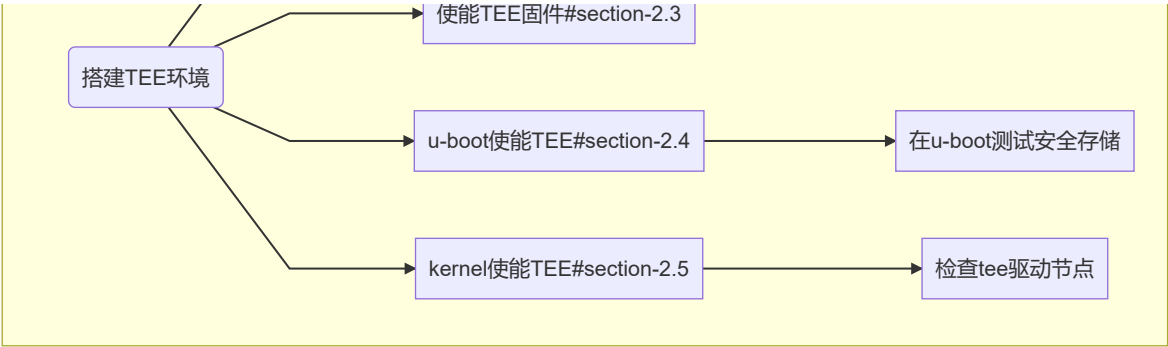 使能TEE固件#section-2.3
搭建TEE环境
u-boot使能TEE#section-2.4
在u-boot测试安全存储
kernel使能TEE#section-2.5
检查tee驱动节点